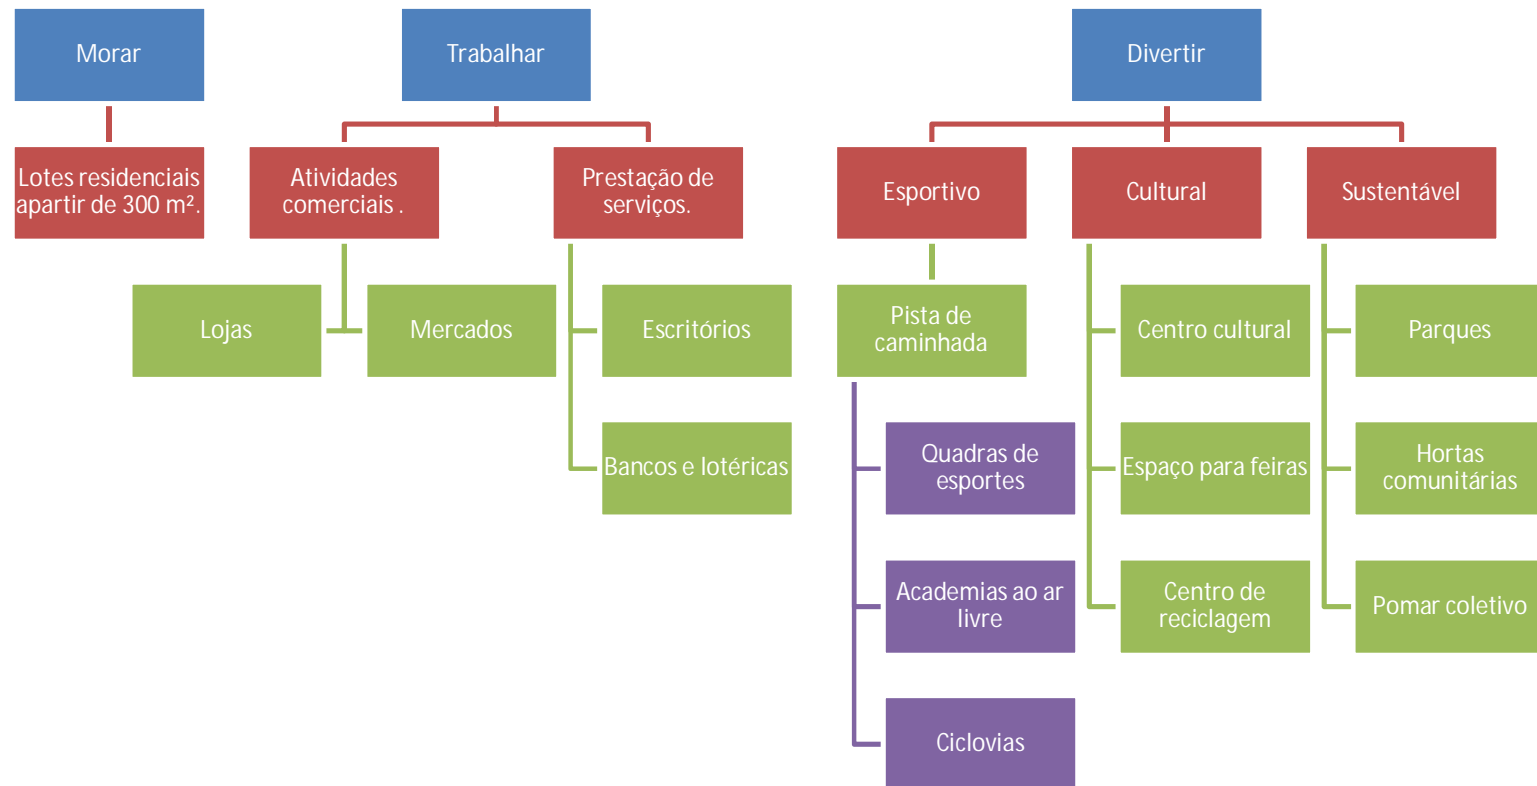 Morar
Trabalhar
Divertir
Lotes residenciais
apartir de 300 m².
Atividades
comerciais .
Prestação de
serviços.
Esportivo
Cultural
Sustentável
Lojas
Mercados
Escritórios
Pista de
caminhada
Centro cultural
Parques
Bancos e lotéricas
Quadras de
esportes
Espaço para feiras
Hortas
comunitárias
Academias ao ar
livre
Centro de
reciclagem
Pomar coletivo
Ciclovias